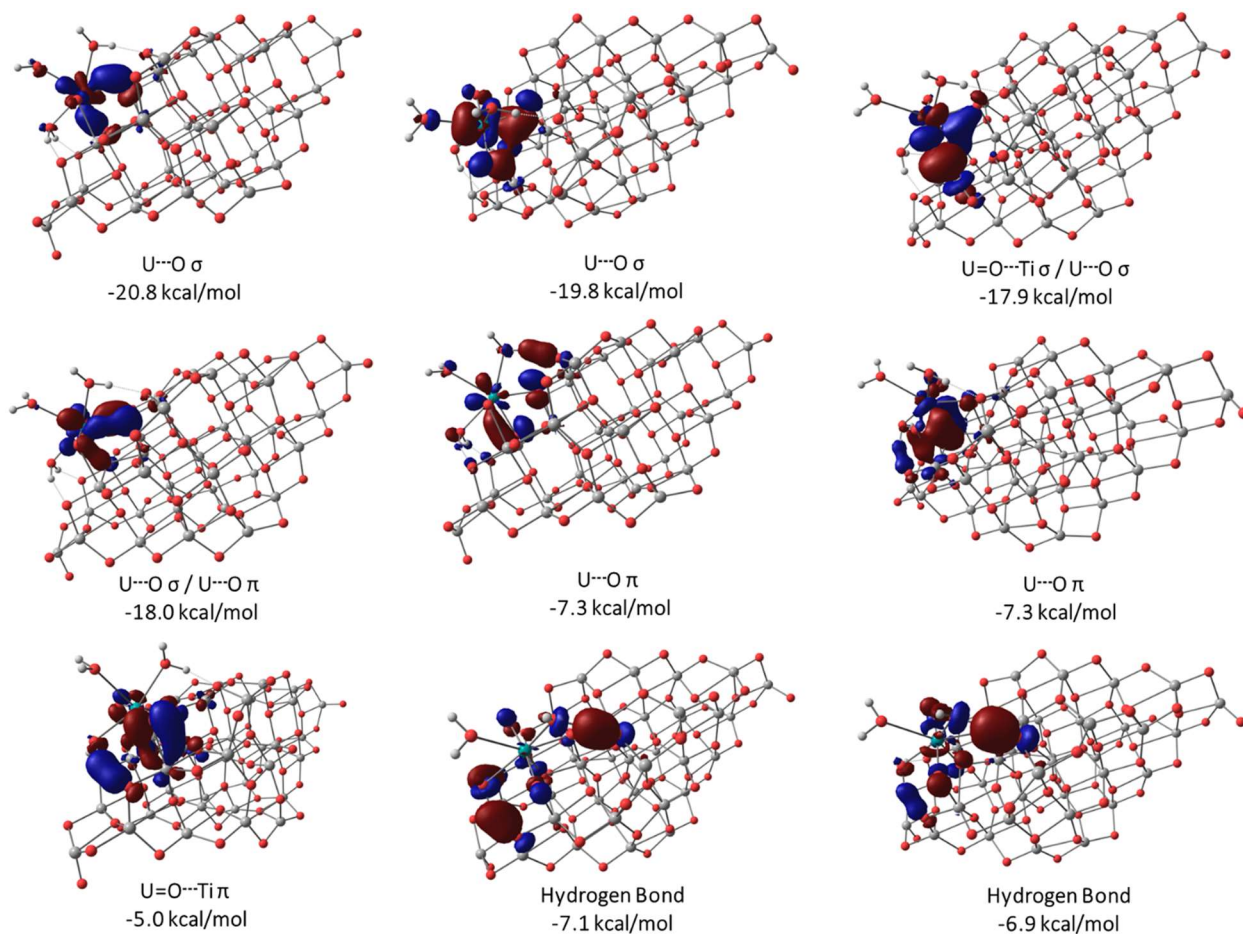 U---O σ
-20.8 kcal/mol
U---O σ
-19.8 kcal/mol
U=O---Ti σ / U---O σ
-17.9 kcal/mol
U---O σ / U---O π
-18.0 kcal/mol
U---O π
-7.3 kcal/mol
U---O π
-7.3 kcal/mol
U=O---Ti π
-5.0 kcal/mol
Hydrogen Bond
-7.1 kcal/mol
Hydrogen Bond
-6.9 kcal/mol